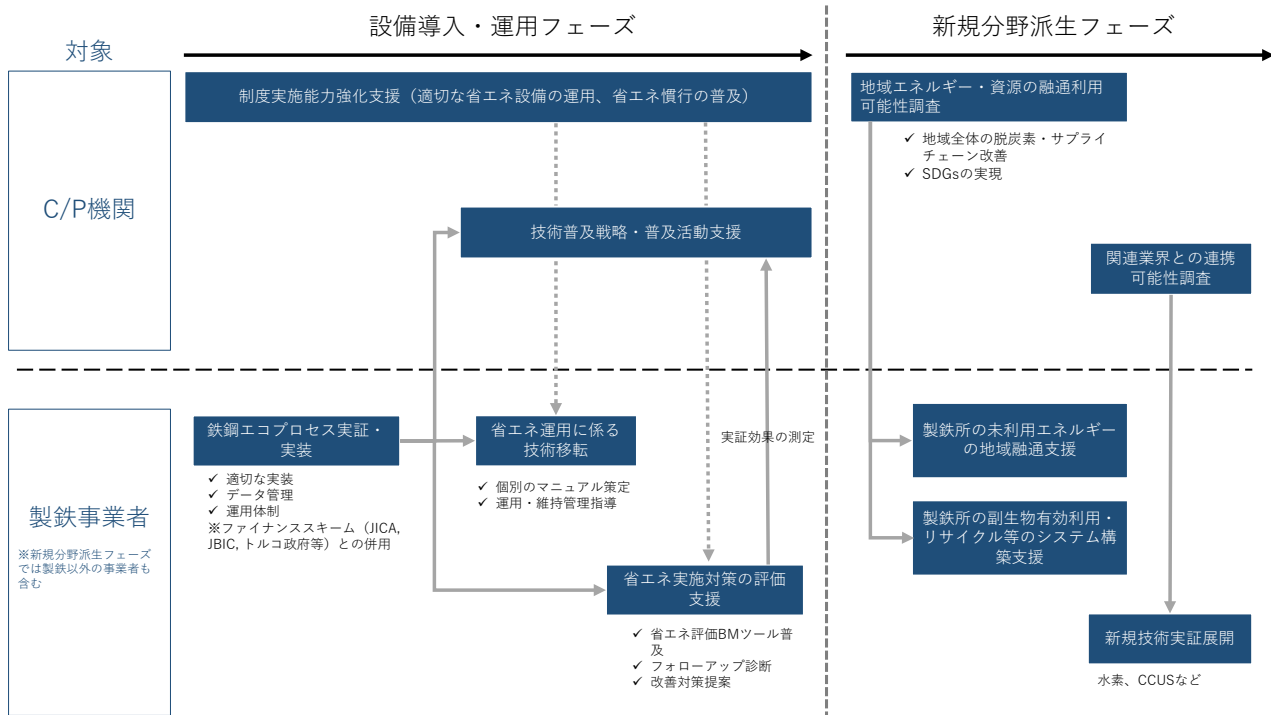 設備導入・運用フェーズ
新規分野派生フェーズ
対象
C/P機関
制度実施能力強化支援（適切な省エネ設備の運用、省エネ慣行の普及）
技術普及戦略・普及活動支援
地域エネルギー・資源の融通利用
可能性調査
✓ 地域全体の脱炭素・サプライ
チェーン改善
✓ SDGsの実現
関連業界との連携
可能性調査
製鉄事業者
※新規分野派生フェーズ
では製鉄以外の事業者も
含む
鉄鋼エコプロセス実証・
実装
✓ 適切な実装
✓ データ管理
✓ 運用体制
※ファイナンススキーム（JICA,
JBIC, トルコ政府等）との併用
省エネ運用に係る
技術移転
✓ 個別のマニュアル策定
✓ 運用・維持管理指導
実証効果の測定
省エネ実施対策の評価
支援
✓ 省エネ評価BMツール普
及
✓ フォローアップ診断
✓ 改善対策提案
製鉄所の未利用エネルギー
の地域融通支援
製鉄所の副生物有効利用・
リサイクル等のシステム構
築支援
新規技術実証展開
水素、CCUSなど